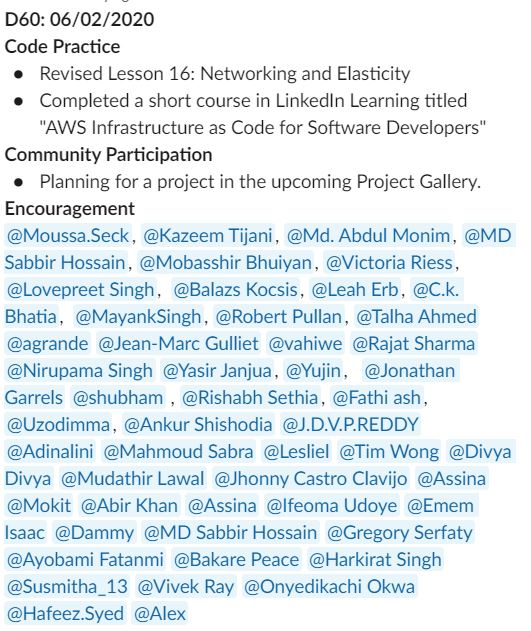 D60: 06/02/2020
Code Practice
● Revised Lesson 16: Networking and Elasticity
● Completed a short course in LinkedIn Learning titled
"AWS Infrastructure as Code for Software Developers"
Community Participation
● Planning for a project in the upcoming Project Gallery.
Encouragement
@Moussa.Seck, @Kazeem Tijani, @Md. Abdul Monim, @MD
Sabbir Hossain, @Mobasshir Bhuiyan, @Victoria Riess,
@Lovepreet Singh, @Balazs Kocsis, @Leah Erb, @C.k.
Bhatia, @MayankSingh, @Robert Pullan, @Talha Ahmed
@agrande @Jean-Marc Gulliet @vahiwe @Rajat Sharma
@Nirupama Singh @Yasir Janjua, @Yujin, @Jonathan
Garrels @shubham , @Rishabh Sethia, @Fathi ash,
@Uzodimma, @Ankur Shishodia @J.D.V.P.REDDY
@Adinalini @Mahmoud Sabra @Lesliel @Tim Wong @Divya
Divya @Mudathir Lawal @Jhonny Castro Clavijo @Assina
@Mokit @Abir Khan @Assina @Ifeoma Udoye @Emem
Isaac @Dammy @MD Sabbir Hossain @Gregory Serfaty
@Ayobami Fatanmi @Bakare Peace @Harkirat Singh
@Susmitha_13 @Vivek Ray @Onyedikachi Okwa
@Hafeez.Syed @Alex